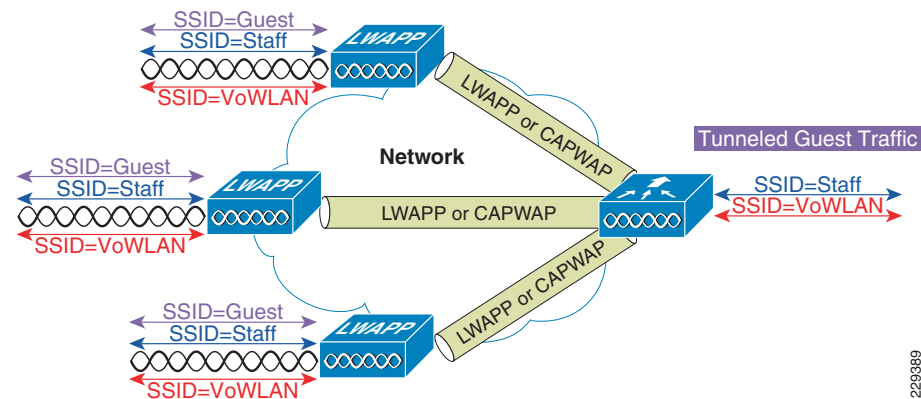 SSID=Guest
SSID=Staff
SSID=VoWLAN
LWAPP
LWAPP or CAPWAP
Network
Tunneled Guest Traffic
SSID=Guest
SSID=Staff
SSID=VoWLAN
LWAPP
LWAPP or CAPWAP
SSID=Staff
SSID=VoWLAN
SSID=Guest
SSID=Staff
SSID=VoWLAN
LWAPP
LWAPP or CAPWAP
229389